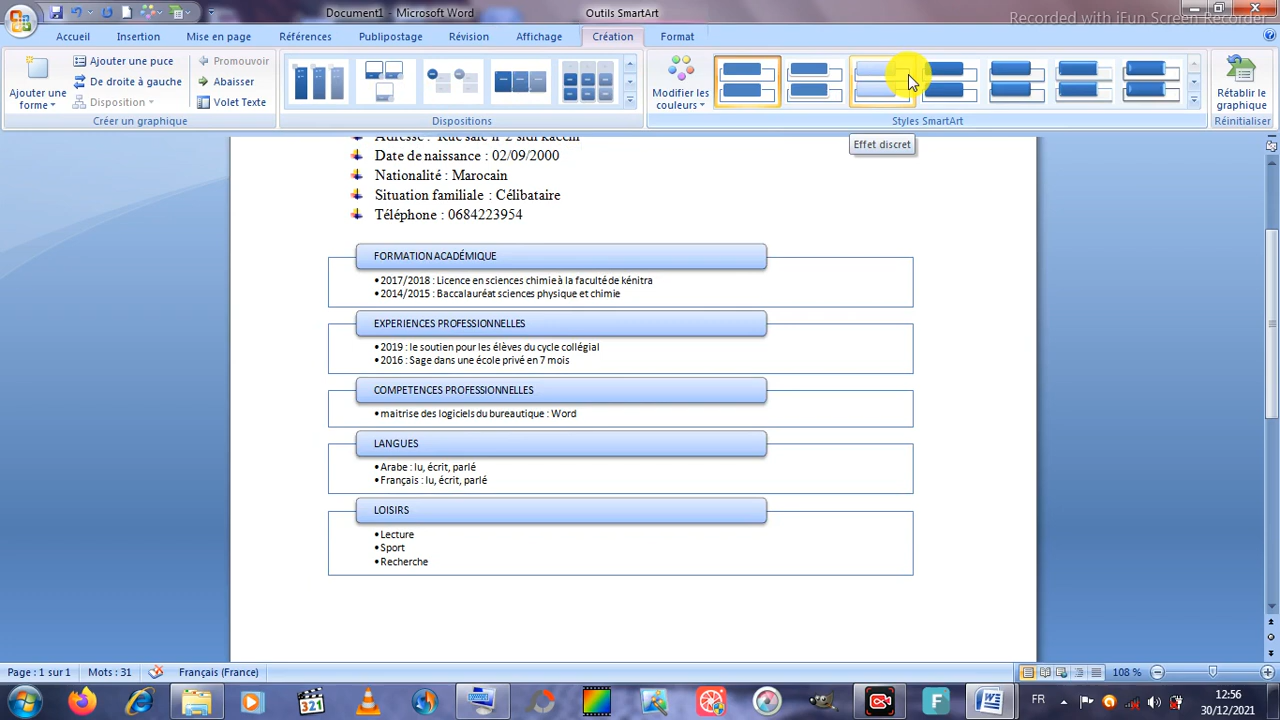 Document1 - Microsoft Word
Outils SmartArt
Recorded with iFun Screen Recorder
Accueil
Insertion
Mise en page
Références
Publipostage
Révision
Affichage
Création
Format
Ajouter une forme
Ajouter une puce
De droite à gauche
Disposition
Promouvoir
Abaisser
Volet Texte
Créer un graphique
Dispositions
Modifier les couleurs
Styles SmartArt
Rétablir le graphique
Réinitialiser
Effet discret
Date de naissance : 02/09/2000
Nationalité : Marocain
Situation familiale : Célibataire
Téléphone : 0684223954
FORMATION ACADÉMIQUE
•2017/2018 : Licence en sciences chimie à la faculté de kénitra
•2014/2015 : Baccalauréat sciences physique et chimie
EXPERIENCES PROFESSIONNELLES
•2019 : le soutien pour les élèves du cycle collégial
•2016 : Sage dans une école privé en 7 mois
COMPETENCES PROFESSIONNELLES
•maitrise des logiciels du bureautique : Word
LANGUES
•Arabe : lu, écrit, parlé
•Français : lu, écrit, parlé
LOISIRS
•Lecture
•Sport
•Recherche
Page : 1 sur 1
Mots : 31
Français (France)
108 %
321
F
FR
12:56
30/12/2021